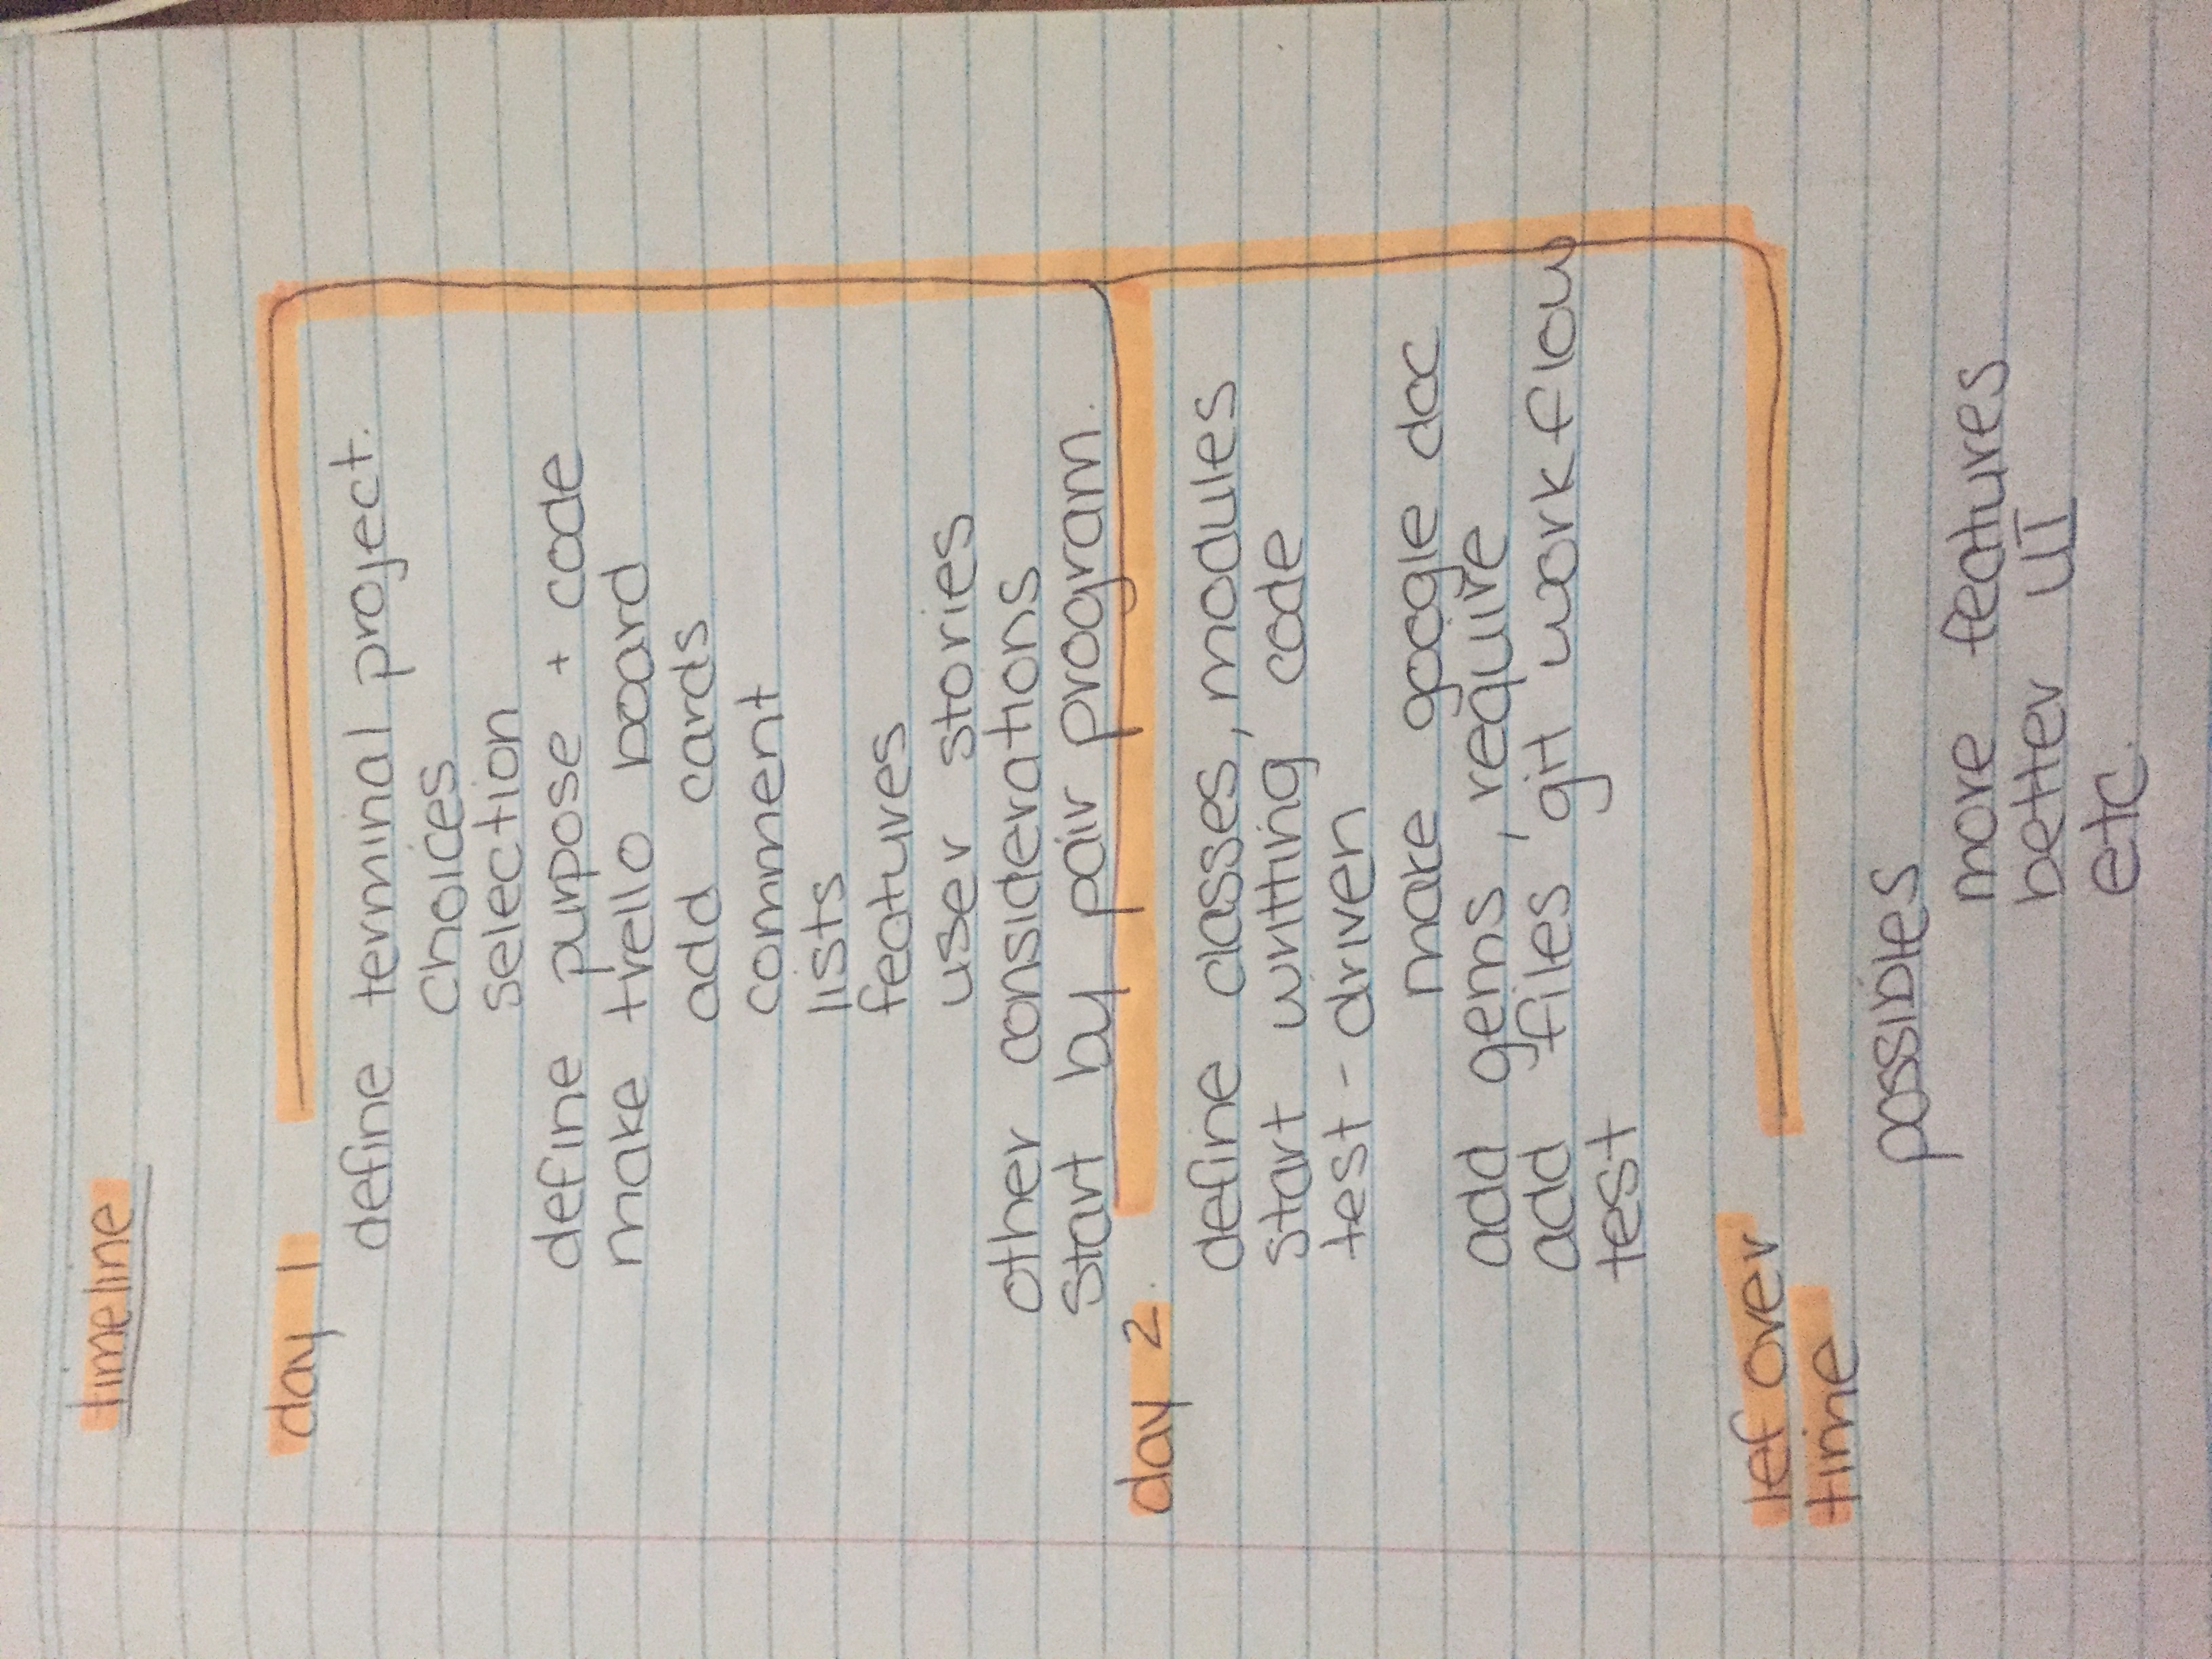 timeline
day 1
define terminal project.
choices
selection
define purpose + code
make trello board
add cards
comment
lists
features
user stories
other considerations
start by pair program.
day 2.
define classes, modules
start writting code
test - driven
make google doc
add gems, require
add files git workflow
test
lef over
time
possibles
more features
better UI
etc.